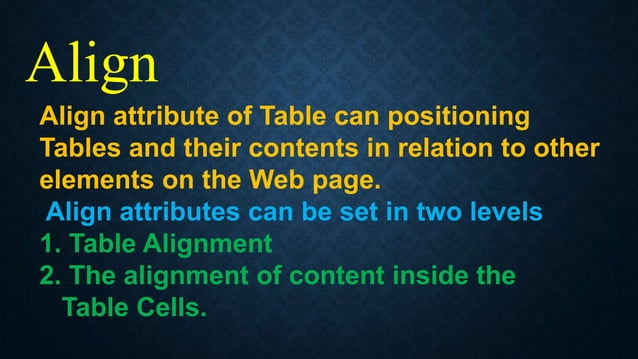 Align
Align attribute of Table can positioning
Tables and their contents in relation to other
elements on the Web page.
Align attributes can be set in two levels
1. Table Alignment
2. The alignment of content inside the
Table Cells.